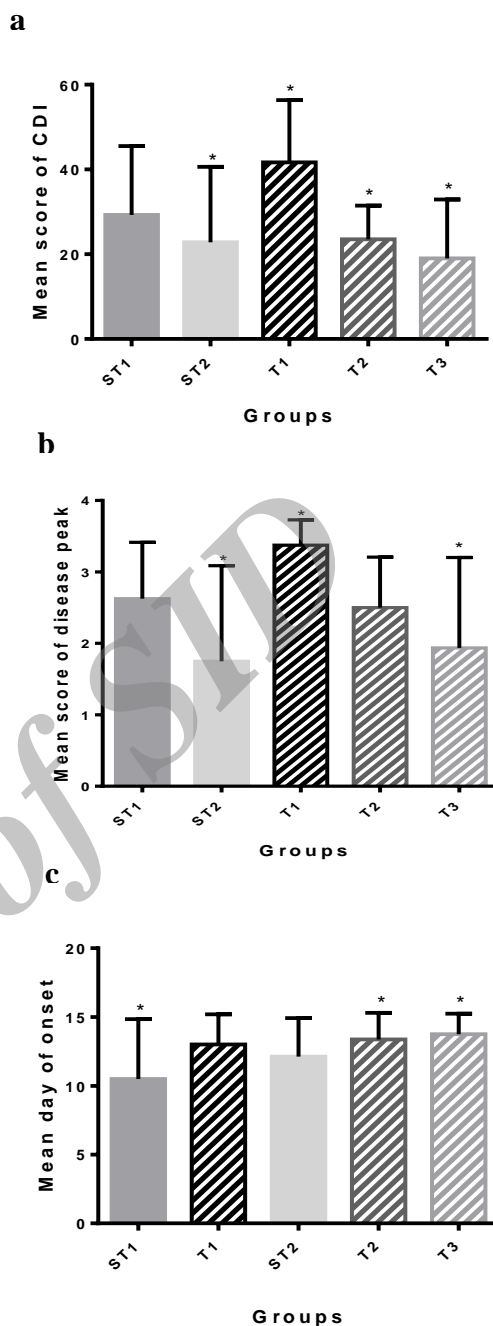 a
Mean score of CDI
60
*
*
*
*
40
20
0
ST1 ST2 T1 T2 T3
Groups
b
Mean score of disease peak
4
*
*
*
3
2
1
0
ST1 ST2 T1 T2 T3
Groups
c
Mean day of onset
20
*
*
*
15
10
5
0
ST1 T1 ST2 T2 T3
Groups
of SID